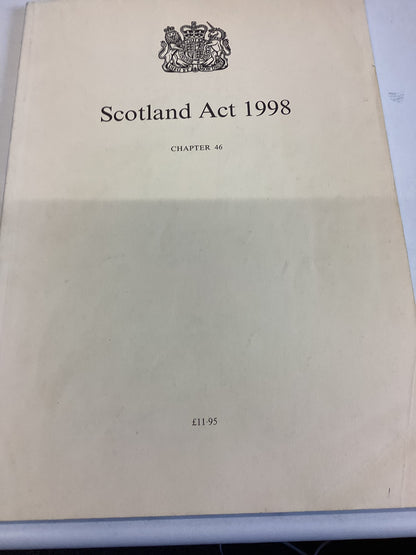 Scotland Act 1998
CHAPTER 46
£11·95